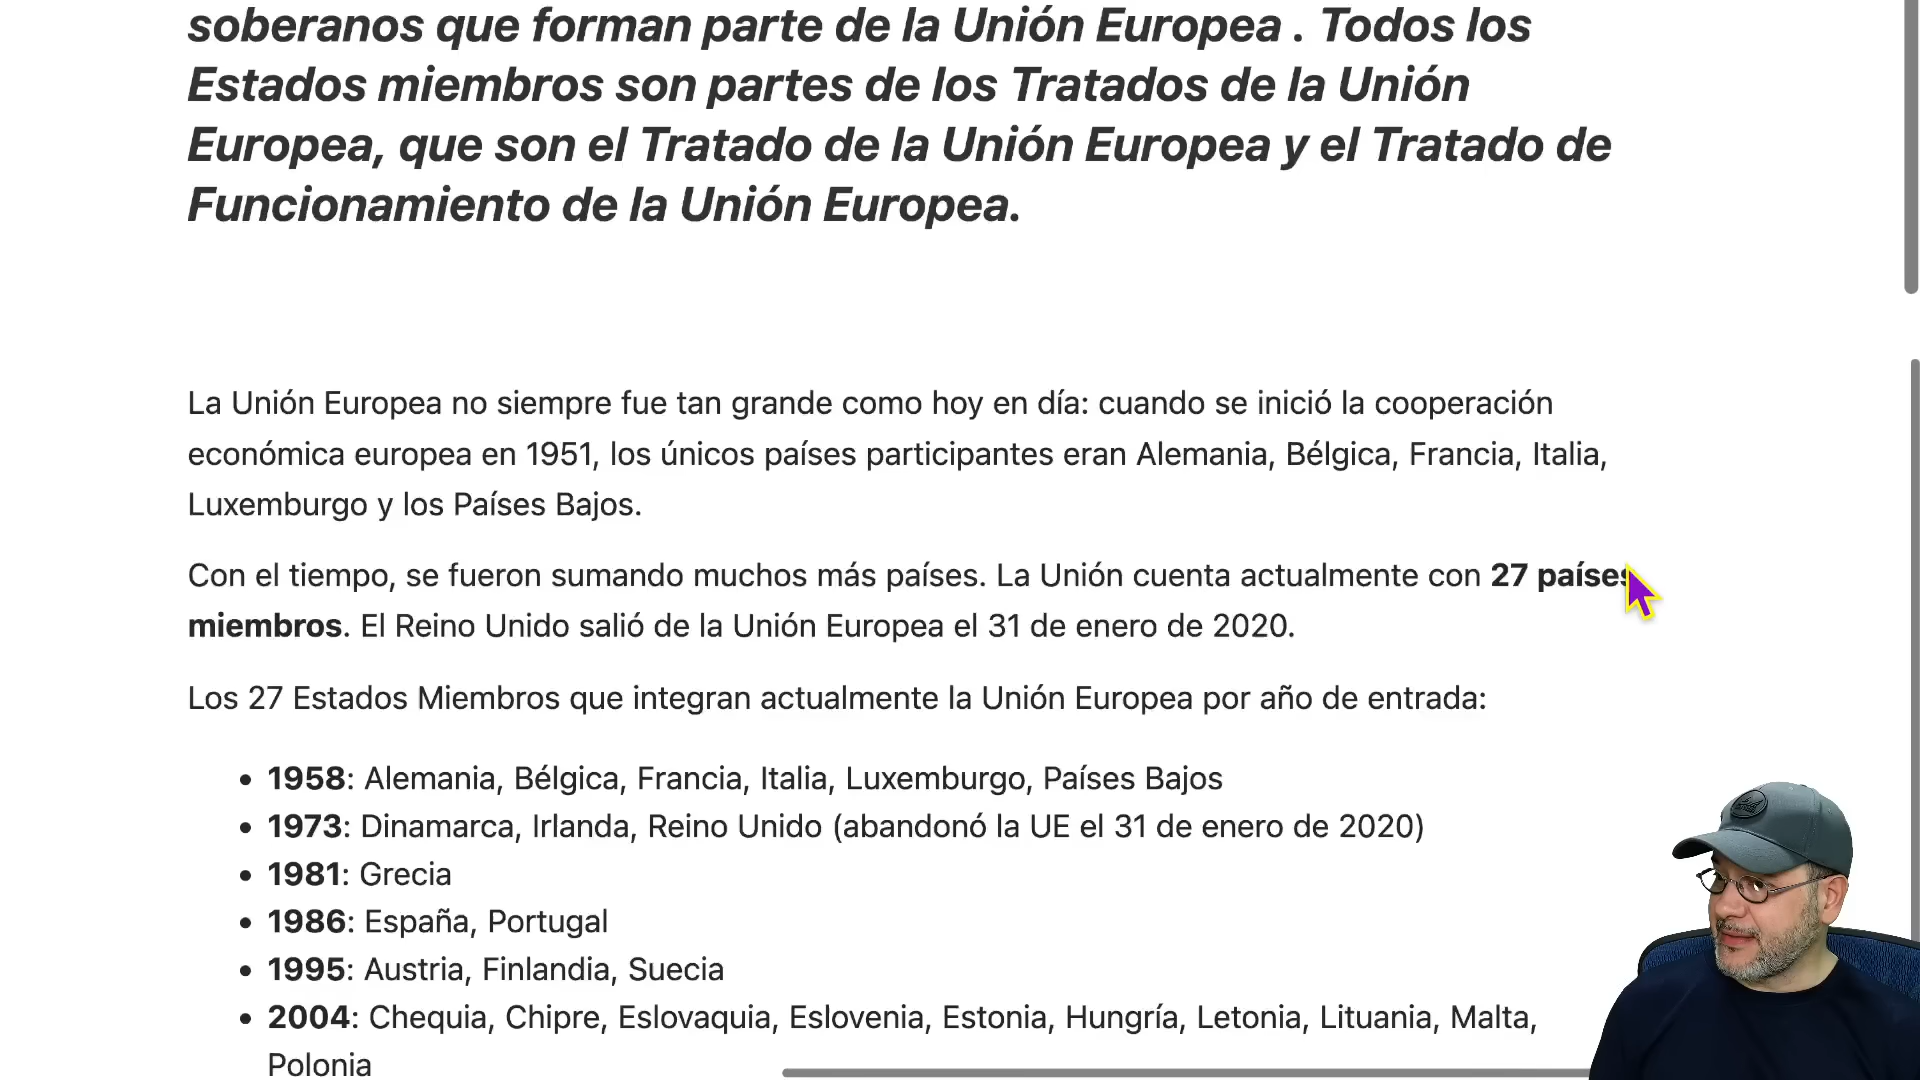 soberanos que forman parte de la Unión Europea . Todos los
Estados miembros son partes de los Tratados de la Unión
Europea, que son el Tratado de la Unión Europea y el Tratado de
Funcionamiento de la Unión Europea.
La Unión Europea no siempre fue tan grande como hoy en día: cuando se inició la cooperación
económica europea en 1951, los únicos países participantes eran Alemania, Bélgica, Francia, Italia,
Luxemburgo y los Países Bajos.
Con el tiempo, se fueron sumando muchos más países. La Unión cuenta actualmente con 27 países
miembros. El Reino Unido salió de la Unión Europea el 31 de enero de 2020.
Los 27 Estados Miembros que integran actualmente la Unión Europea por año de entrada:
• 1958: Alemania, Bélgica, Francia, Italia, Luxemburgo, Países Bajos
• 1973: Dinamarca, Irlanda, Reino Unido (abandonó la UE el 31 de enero de 2020)
• 1981: Grecia
• 1986: España, Portugal
• 1995: Austria, Finlandia, Suecia
• 2004: Chequia, Chipre, Eslovaquia, Eslovenia, Estonia, Hungría, Letonia, Lituania, Malta,
Polonia